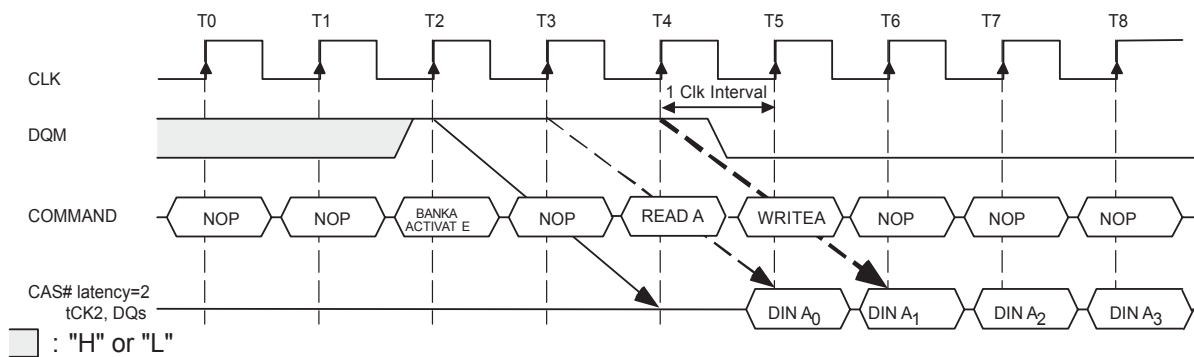 T0 T1 T2 T3 T4 T5 T6 T7 T8
CLK
1 Clk Interval
DQM
COMMAND NOP NOP BANKA ACTIVAT E NOP READ A WRITEA NOP NOP NOP
CAS# latency=2
tCK2, DQs DIN A0 DIN A1 DIN A2 DIN A3
: "H" or "L"